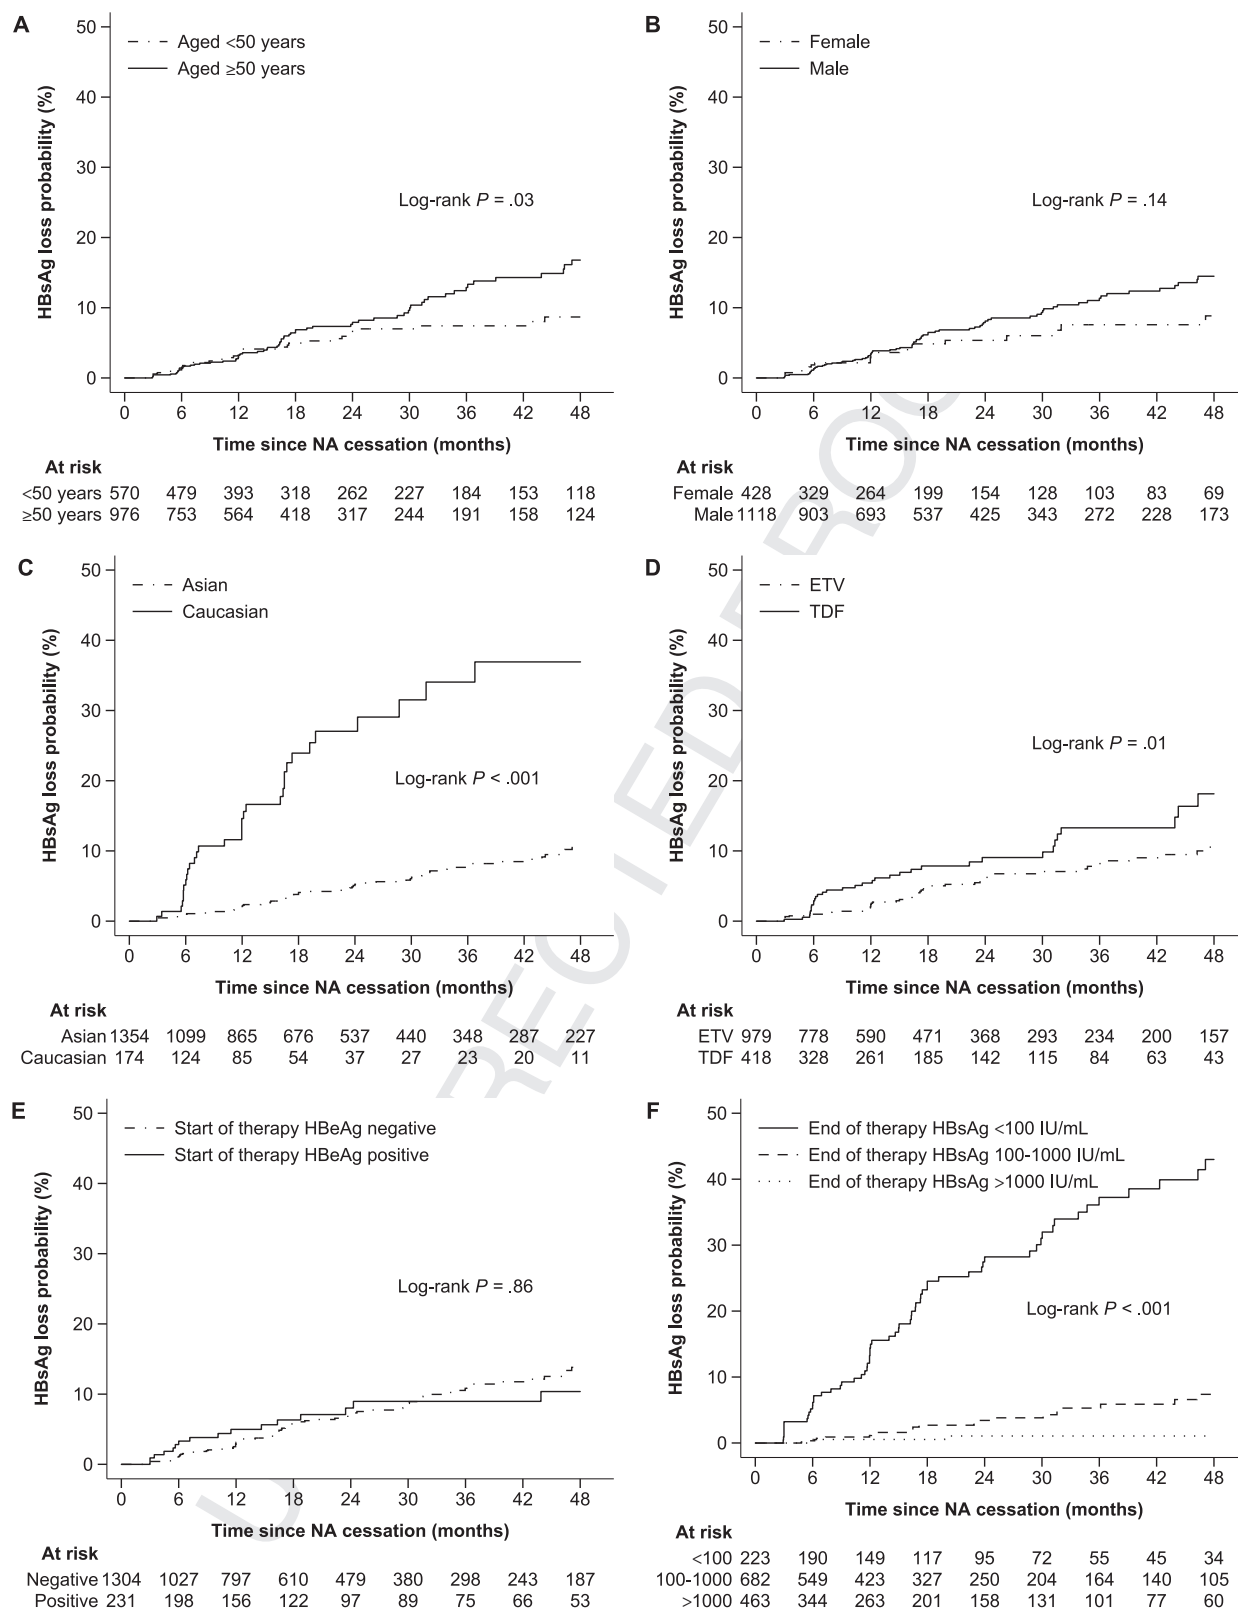 A
50
40
30
20
10
0
HBsAg loss probability (%)
Aged <50 years
Aged ≥50 years
Log-rank P = .03
0 6 12 18 24 30 36 42 48
Time since NA cessation (months)
At risk
<50 years 570 479 393 318 262 227 184 153 118
≥50 years 976 753 564 418 317 244 191 158 124
B
50
40
30
20
10
0
HBsAg loss probability (%)
Female
Male
Log-rank P = .14
0 6 12 18 24 30 36 42 48
Time since NA cessation (months)
At risk
Female 428 329 264 199 154 128 103 83 69
Male 1118 903 693 537 425 343 272 228 173
C
50
40
30
20
10
0
HBsAg loss probability (%)
Asian
Caucasian
Log-rank P < .001
0 6 12 18 24 30 36 42 48
Time since NA cessation (months)
At risk
Asian 1354 1099 865 676 537 440 348 287 227
Caucasian 174 124 85 54 37 27 23 20 11
D
50
40
30
20
10
0
HBsAg loss probability (%)
ETV
TDF
Log-rank P = .01
0 6 12 18 24 30 36 42 48
Time since NA cessation (months)
At risk
ETV 979 778 590 471 368 293 234 200 157
TDF 418 328 261 185 142 115 84 63 43
E
50
40
30
20
10
0
HBsAg loss probability (%)
Start of therapy HBeAg negative
Start of therapy HBeAg positive
Log-rank P = .86
0 6 12 18 24 30 36 42 48
Time since NA cessation (months)
At risk
Negative 1304 1027 797 610 479 380 298 243 187
Positive 231 198 156 122 97 89 75 66 53
F
50
40
30
20
10
0
HBsAg loss probability (%)
End of therapy HBsAg <100 IU/mL
End of therapy HBsAg 100-1000 IU/mL
End of therapy HBsAg >1000 IU/mL
Log-rank P < .001
0 6 12 18 24 30 36 42 48
Time since NA cessation (months)
At risk
<100 223 190 149 117 95 72 55 45 34
100-1000 682 549 423 327 250 204 164 140 105
>1000 463 344 263 201 158 131 101 77 60